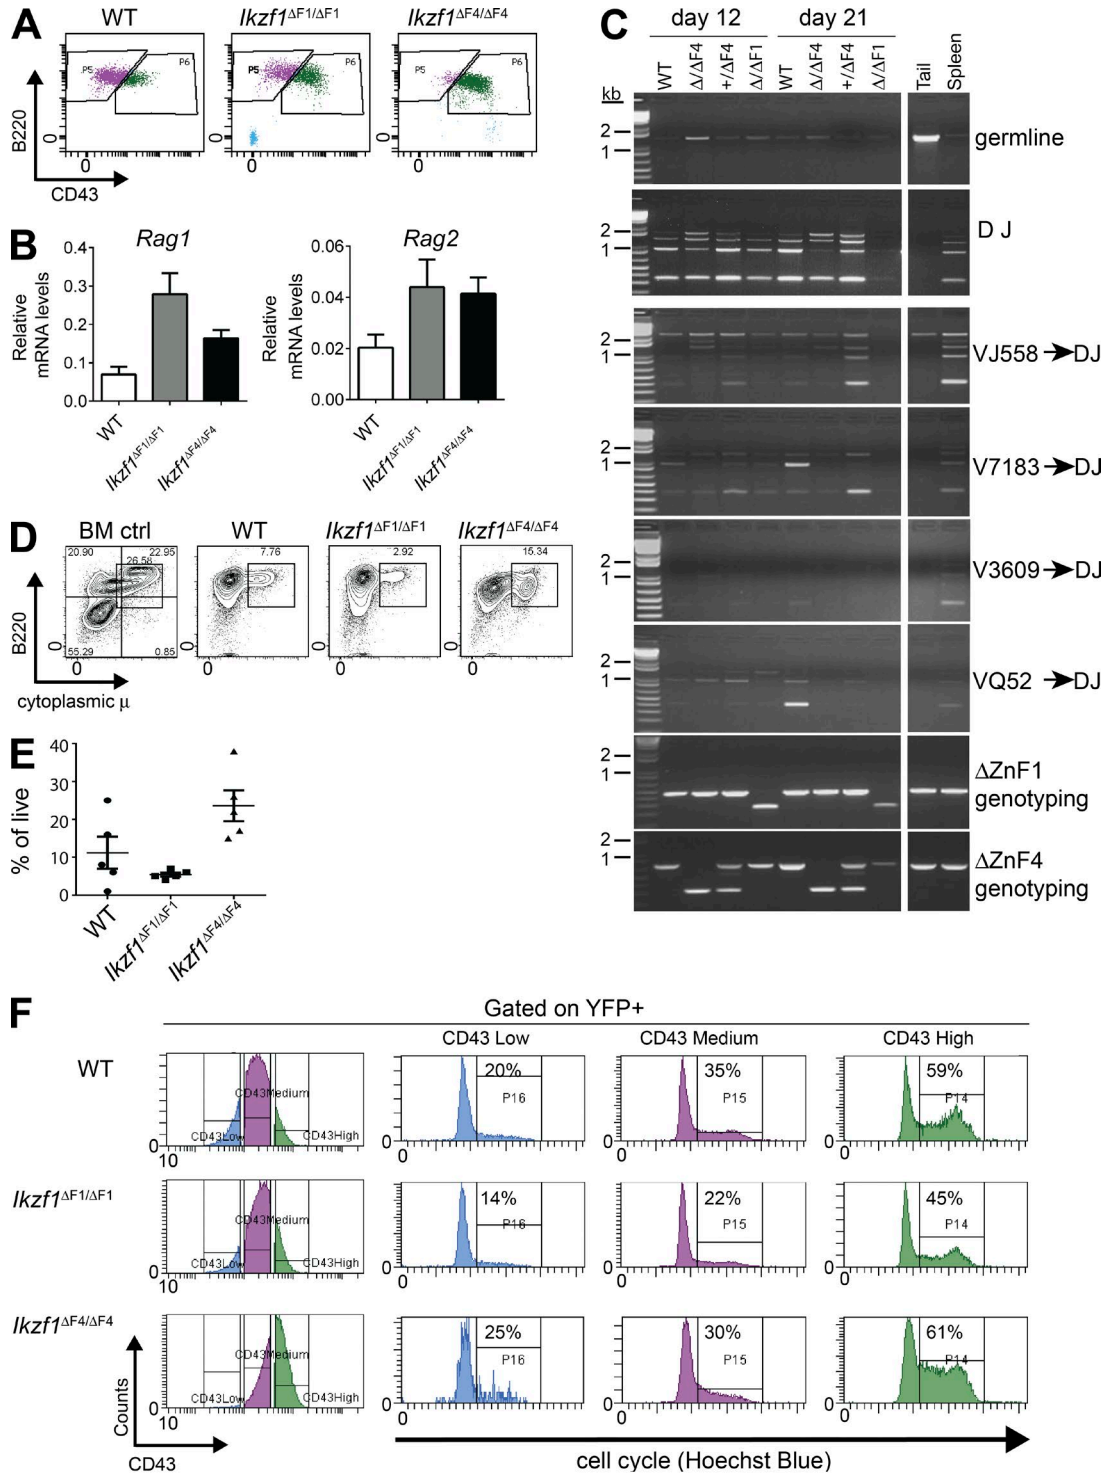 A
WT
Ikzf1ΔF1/ΔF1
Ikzf1ΔF4/ΔF4
P5
P6
P5
P6
P5
P6
B220
0
0
0
0
CD43
B
Rag1
Rag2
Relative mRNA levels
0.4
0.3
0.2
0.1
0.0
WT
Ikzf1ΔF1/ΔF1
Ikzf1ΔF4/ΔF4
Relative mRNA levels
0.06
0.04
0.02
0.00
WT
Ikzf1ΔF1/ΔF1
Ikzf1ΔF4/ΔF4
C
day 12
day 21
WT
Δ/ΔF4
+/ΔF4
Δ/ΔF1
WT
Δ/ΔF4
+/ΔF4
Δ/ΔF1
Tail
Spleen
kb
2
1
germline
2
1
D J
2
1
VJ558 → DJ
2
1
V7183 → DJ
2
1
V3609 → DJ
2
1
VQ52 → DJ
2
1
ΔZnF1
genotyping
2
1
ΔZnF4
genotyping
D
BM ctrl
WT
Ikzf1ΔF1/ΔF1
Ikzf1ΔF4/ΔF4
20.90
22.95
26.58
55.29
0.85
7.76
2.92
15.34
B220
0
0
0
0
0
0
0
0
cytoplasmic μ
E
% of live
40
30
20
10
0
WT
Ikzf1ΔF1/ΔF1
Ikzf1ΔF4/ΔF4
F
Gated on YFP+
CD43 Low
CD43 Medium
CD43 High
WT
CD43Medium
CD43Low
CD43High
0
10
20%
P16
0
0
35%
P15
0
0
59%
P14
0
0
Ikzf1ΔF1/ΔF1
CD43Medium
CD43Low
CD43High
0
10
14%
P16
0
0
22%
P15
0
0
45%
P14
0
0
Ikzf1ΔF4/ΔF4
CD43Medium
CD43Low
CD43High
0
10
25%
P16
0
0
30%
P15
0
0
61%
P14
0
0
Counts
CD43
cell cycle (Hoechst Blue)